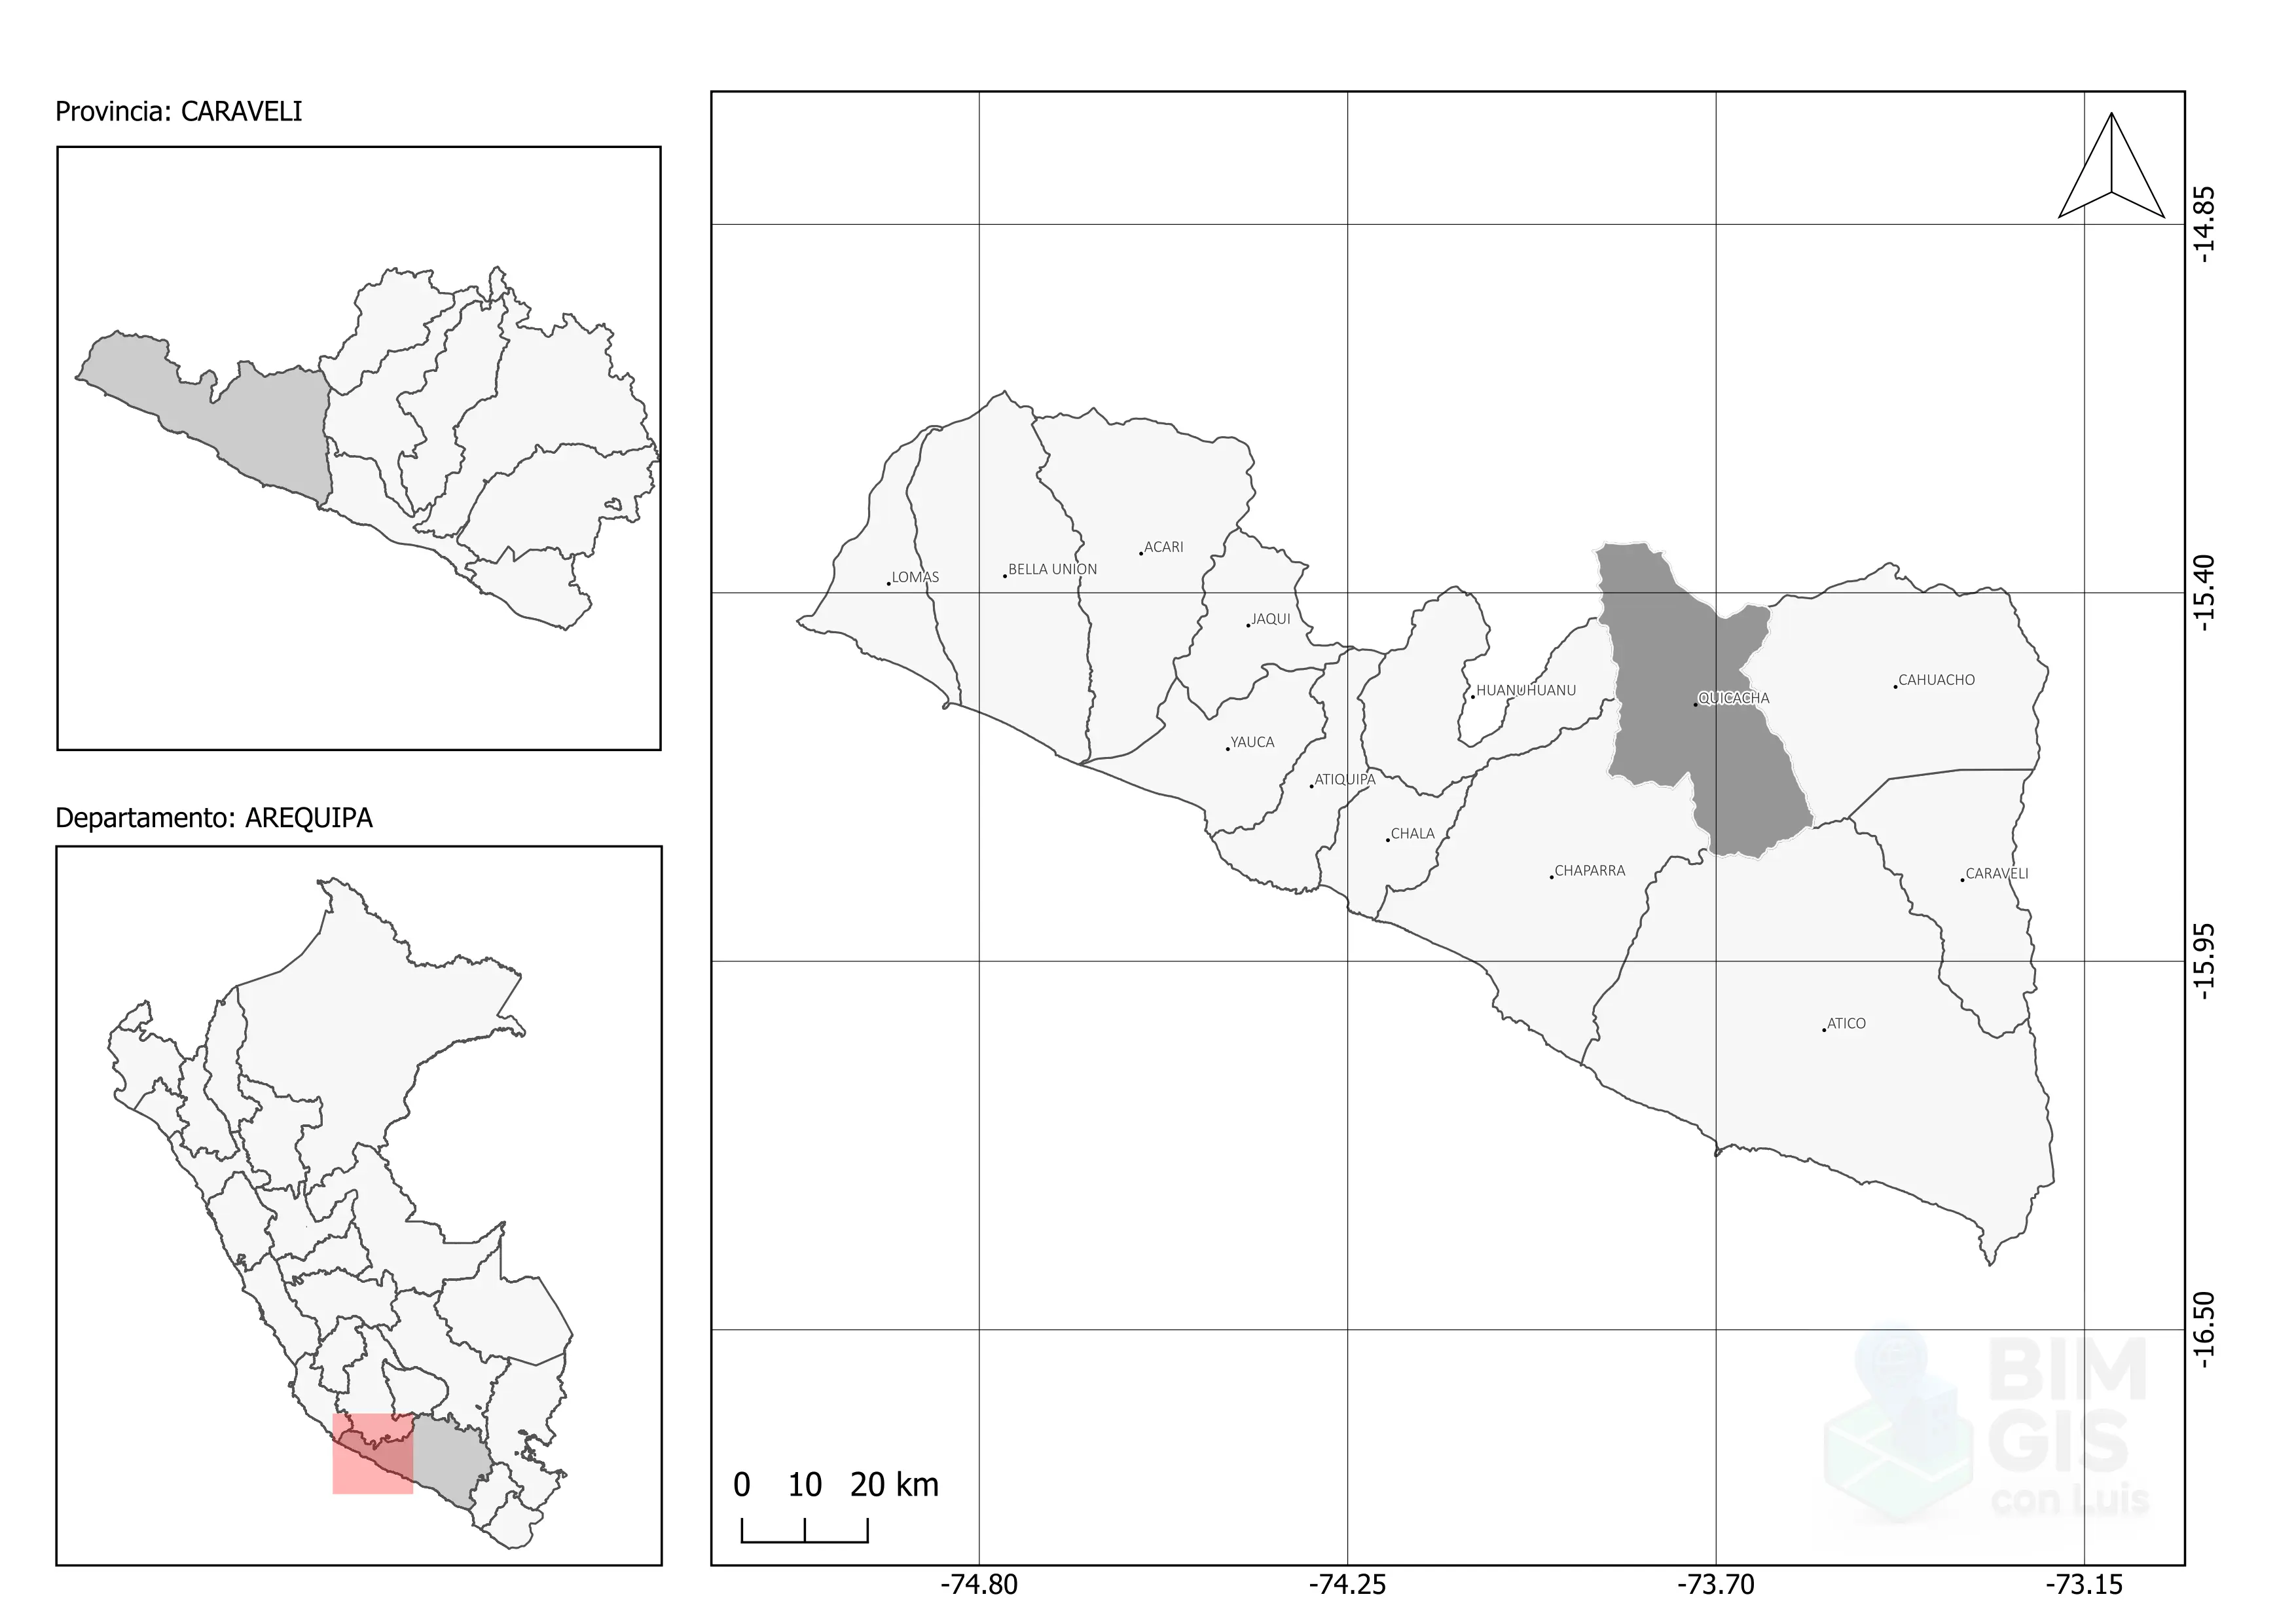 Provincia: CARAVELI
Departamento: AREQUIPA
-14.85
-15.40
-15.95
-16.50
ACARI
BELLA UNION
LOMAS
JAQUI
CAHUACHO
HUANUHUANU
QUICACHA
YAUCA
ATIQUIPA
CHALA
CHAPARRA
CARAVELI
ATICO
BIM
GIS
con Luis
0 10 20 km
-74.80 -74.25 -73.70 -73.15